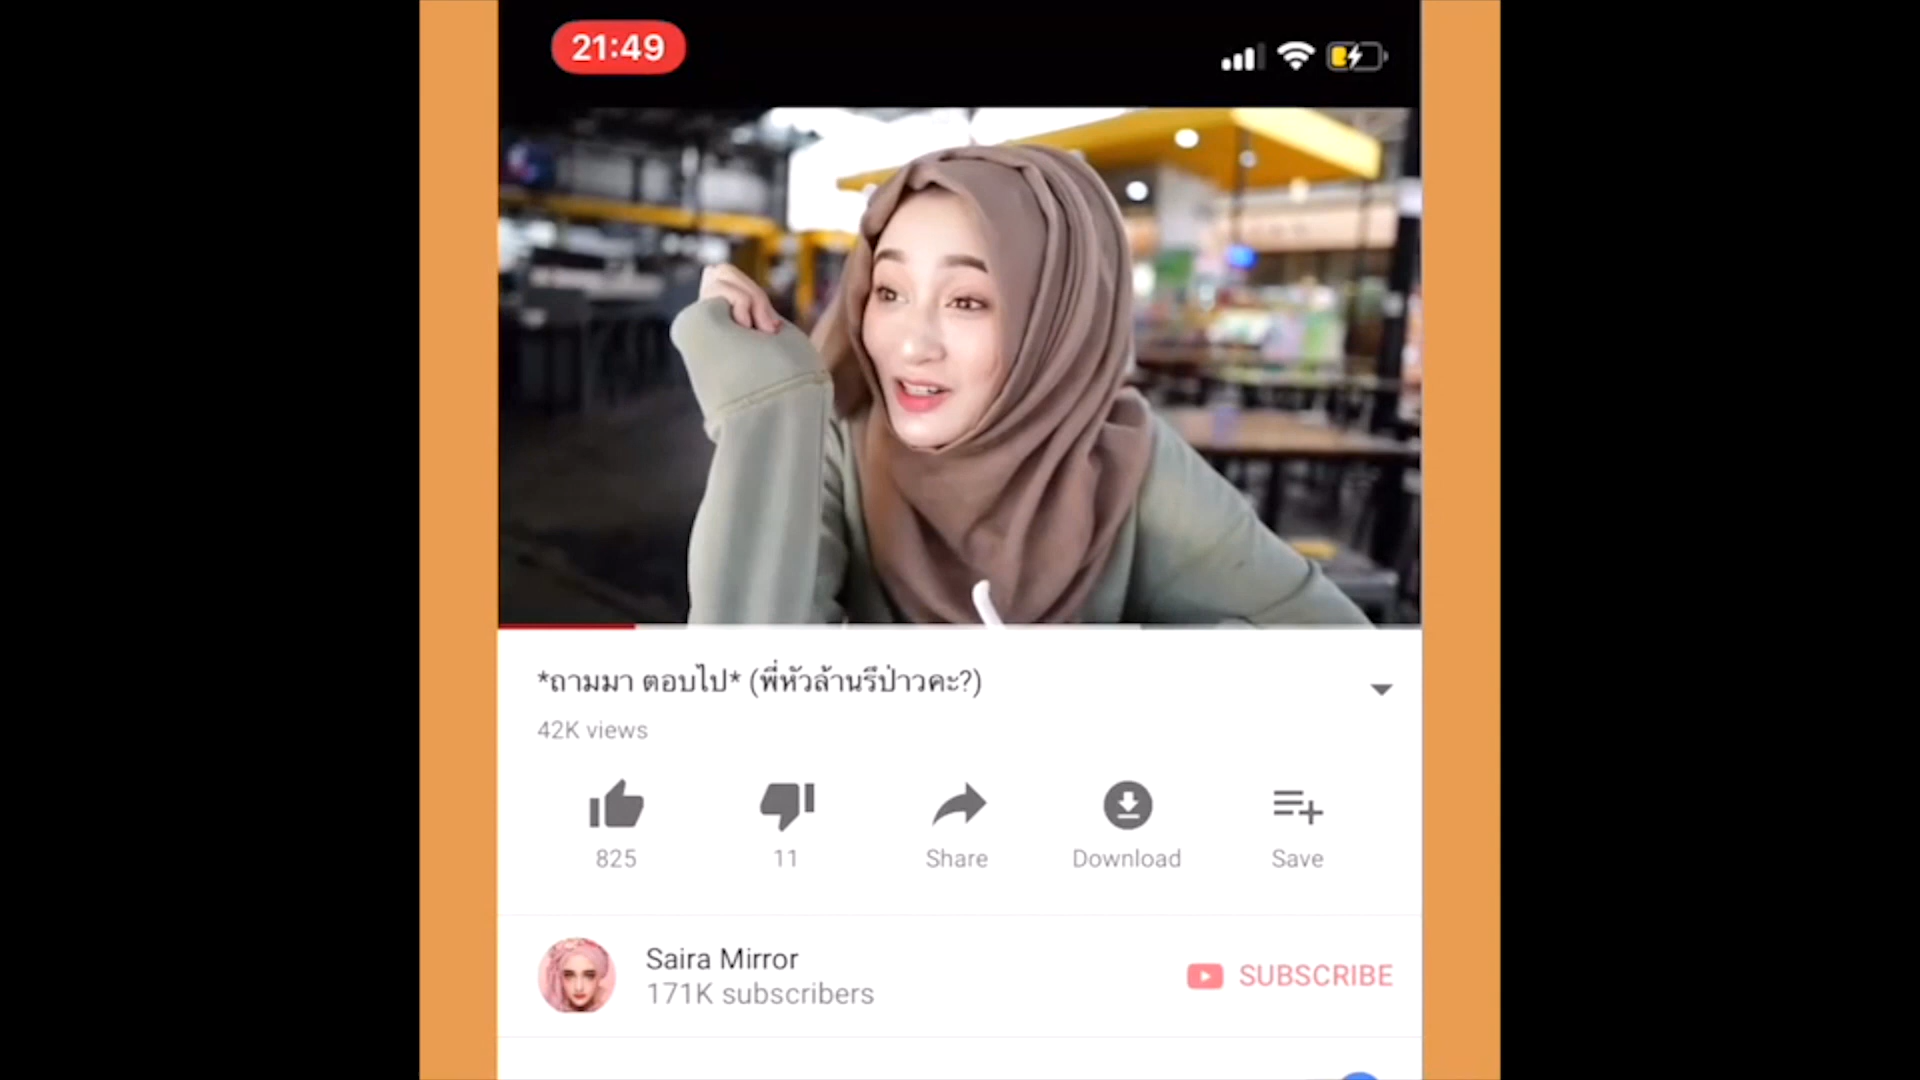 21:49
*ถามมา ตอบไป* (พี่หัวล้านรึป่าวคะ?)
42K views
825
11
Share
Download
Save
Saira Mirror
171K subscribers
SUBSCRIBE